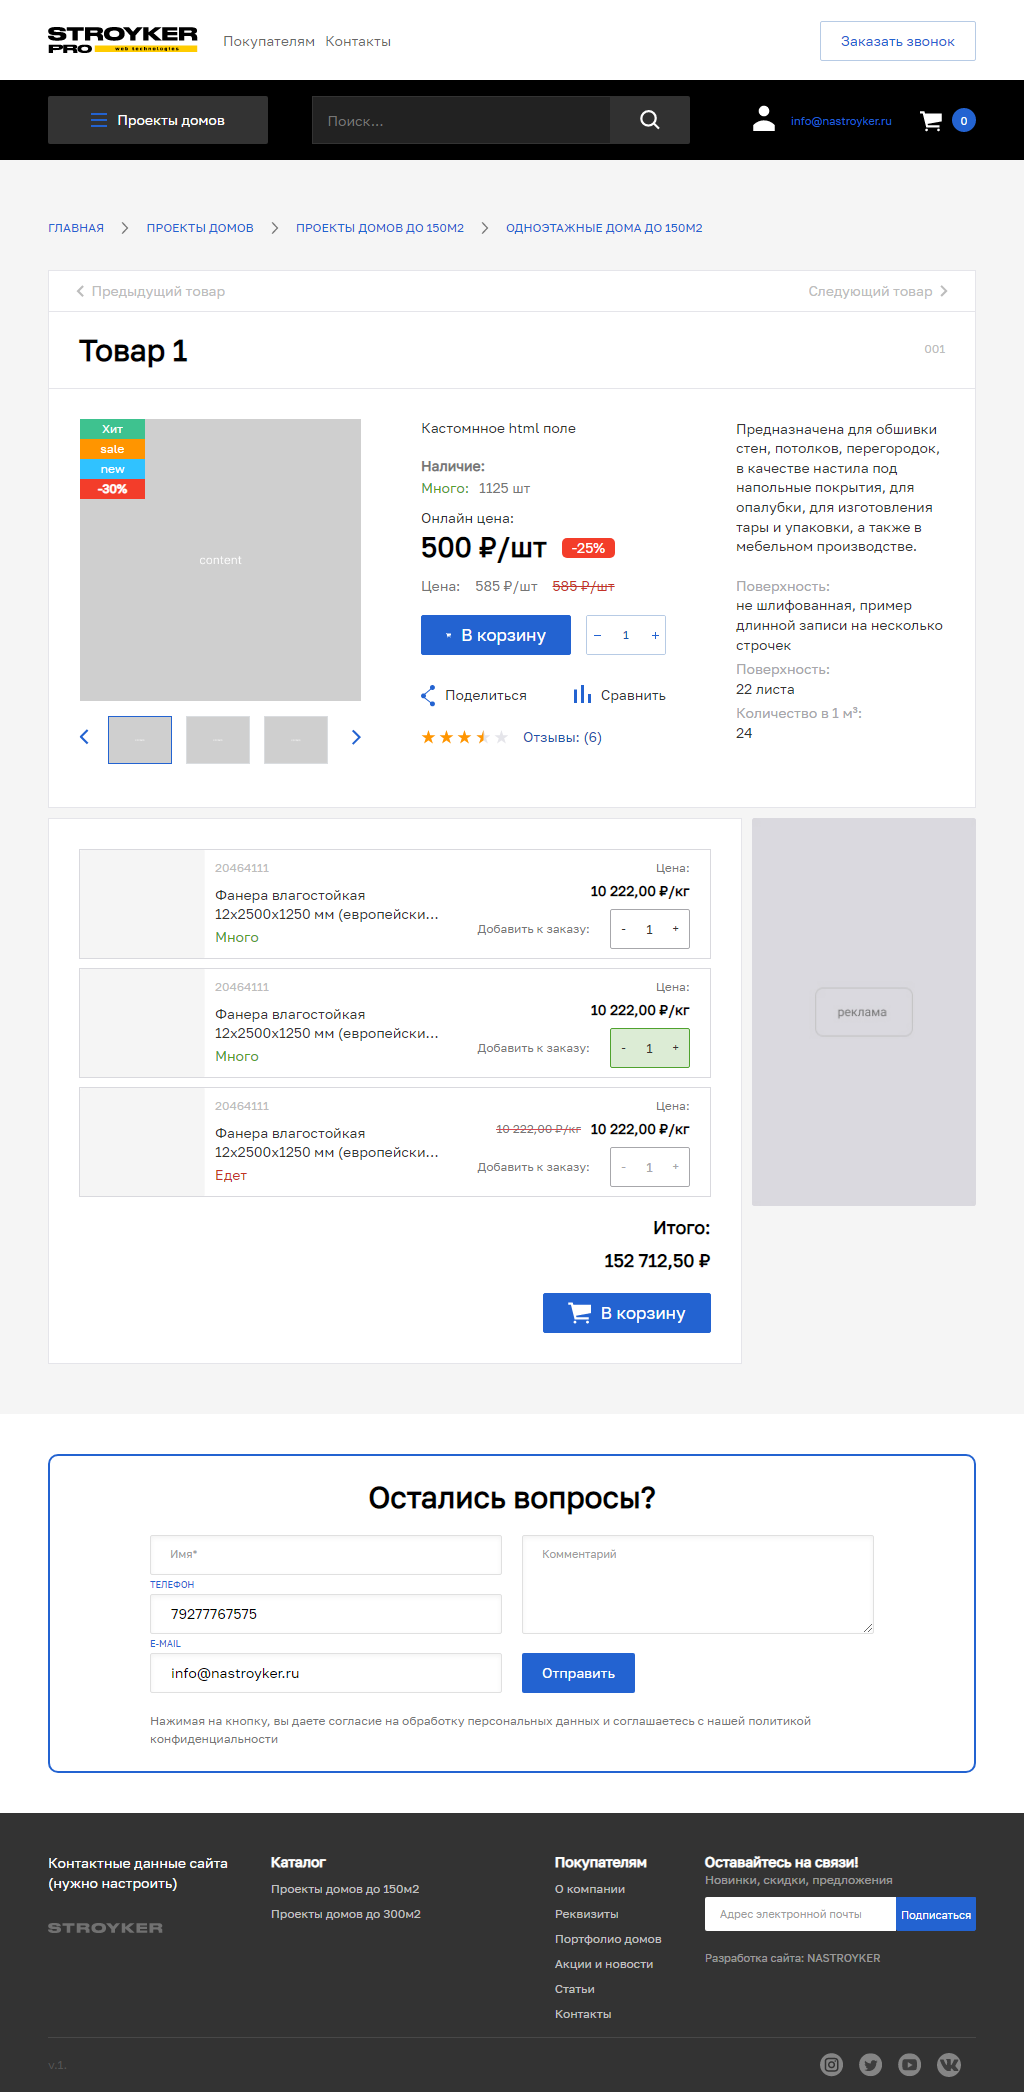 STROYKER
PRO web technologies
Покупателям Контакты
Заказать звонок
Проекты домов
Поиск...
info@nastroyker.ru
0
ГЛАВНАЯ
ПРОЕКТЫ ДОМОВ
ПРОЕКТЫ ДОМОВ ДО 150М2
ОДНОЭТАЖНЫЕ ДОМА ДО 150М2
Предыдущий товар
Следующий товар
Товар 1
001
Хит
sale
new
-30%
content
Кастомнное html поле
Наличие:
Много: 1125 шт
Онлайн цена:
500 ₽/шт -25%
Цена: 585 ₽/шт 585 ₽/шт
В корзину
– 1 +
Поделиться
Сравнить
Отзывы: (6)
Предназначена для обшивки
стен, потолков, перегородок,
в качестве настила под
напольные покрытия, для
опалубки, для изготовления
тары и упаковки, а также в
мебельном производстве.
Поверхность:
не шлифованная, пример
длинной записи на несколько
строчек
Поверхность:
22 листа
Количество в 1 м³:
24
20464111
Фанера влагостойкая
12х2500х1250 мм (европейски...
Много
Цена:
10 222,00 ₽/кг
Добавить к заказу:
- 1 +
20464111
Фанера влагостойкая
12х2500х1250 мм (европейски...
Много
Цена:
10 222,00 ₽/кг
Добавить к заказу:
- 1 +
20464111
Фанера влагостойкая
12х2500х1250 мм (европейски...
Едет
Цена:
10 222,00 ₽/кг 10 222,00 ₽/кг
Добавить к заказу:
- 1 +
Итого:
152 712,50 ₽
В корзину
реклама
Остались вопросы?
Имя*
ТЕЛЕФОН
79277767575
E-MAIL
info@nastroyker.ru
Комментарий
Отправить
Нажимая на кнопку, вы даете согласие на обработку персональных данных и соглашаетесь с нашей политикой
конфиденциальности
Контактные данные сайта
(нужно настроить)
STROYKER
Каталог
Проекты домов до 150м2
Проекты домов до 300м2
Покупателям
О компании
Реквизиты
Портфолио домов
Акции и новости
Статьи
Контакты
Оставайтесь на связи!
Новинки, скидки, предложения
Адрес электронной почты
Подписаться
Разработка сайта: NASTROYKER
v.1.